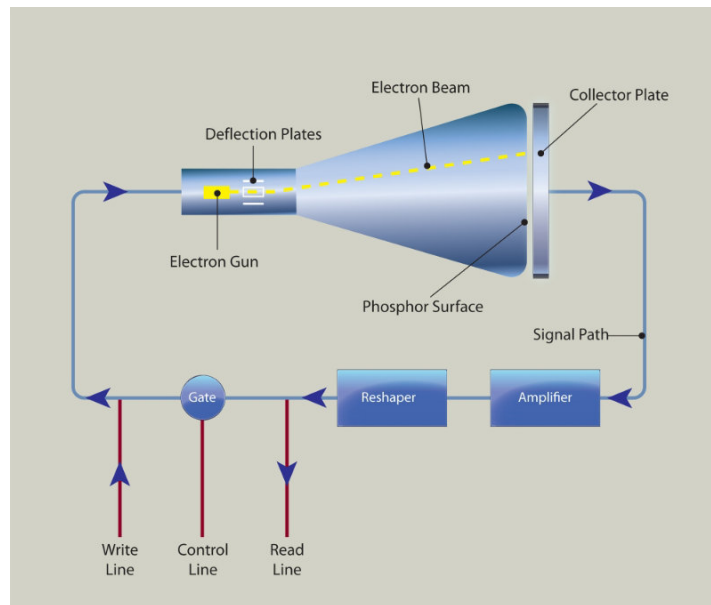 Electron Beam
Collector Plate
Deflection Plates
Electron Gun
Phosphor Surface
Signal Path
Gate
Reshaper
Amplifier
Write
Line
Control
Line
Read
Line